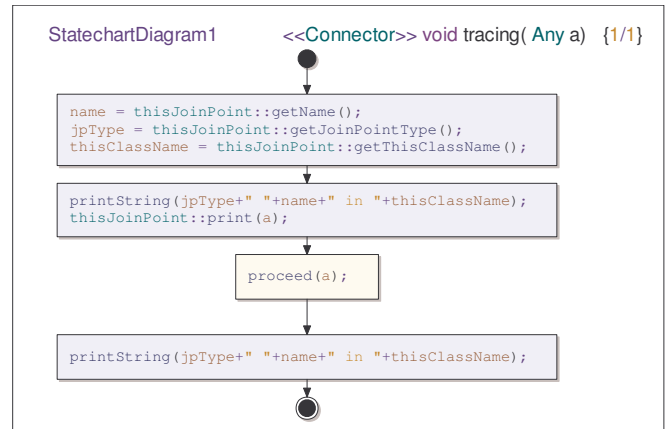 StatechartDiagram1 <<Connector>> void tracing( Any a) {1/1}
name = thisJoinPoint::getName();
jpType = thisJoinPoint::getJoinPointType();
thisClassName = thisJoinPoint::getThisClassName();
printString(jpType+" "+name+" in "+thisClassName);
thisJoinPoint::print(a);
proceed(a);
printString(jpType+" "+name+" in "+thisClassName);